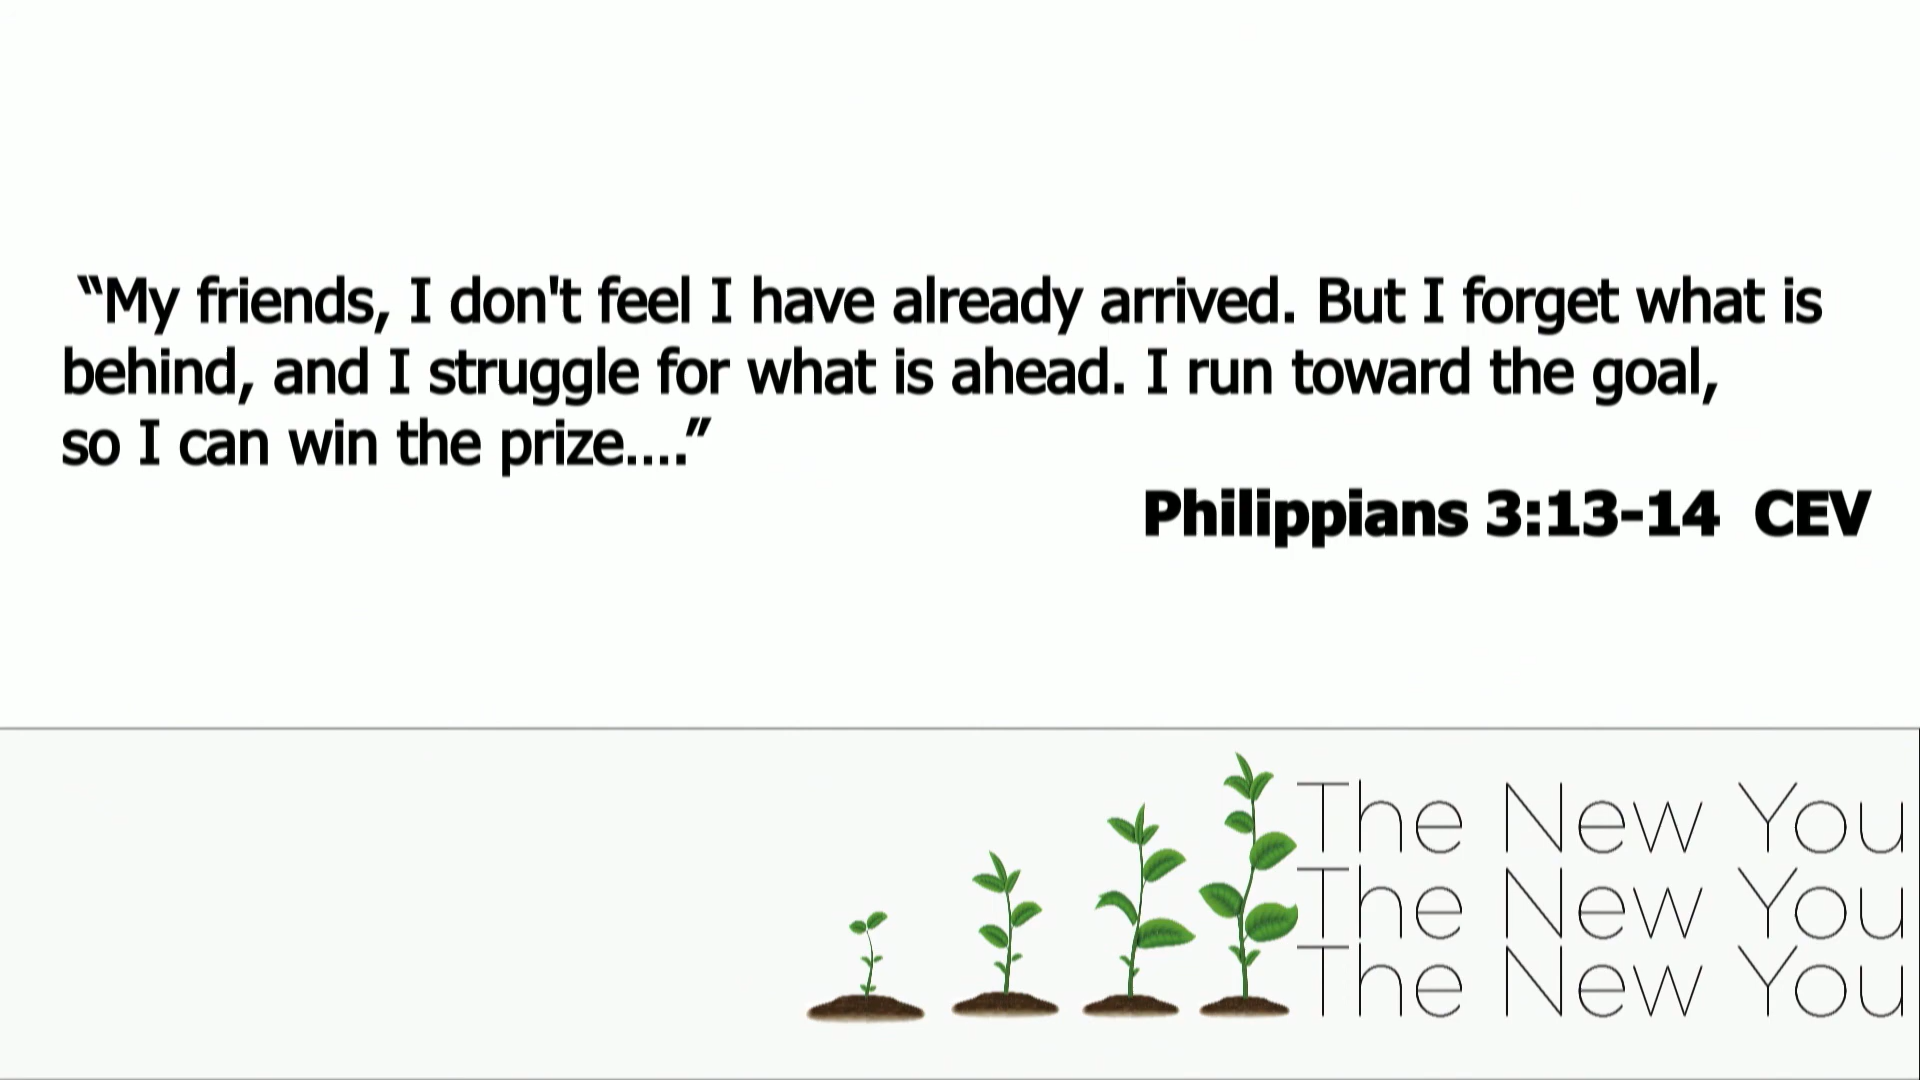 “My friends, I don't feel I have already arrived. But I forget what is
behind, and I struggle for what is ahead. I run toward the goal,
so I can win the prize....”
Philippians 3:13-14  CEV
The New You
The New You
The New You